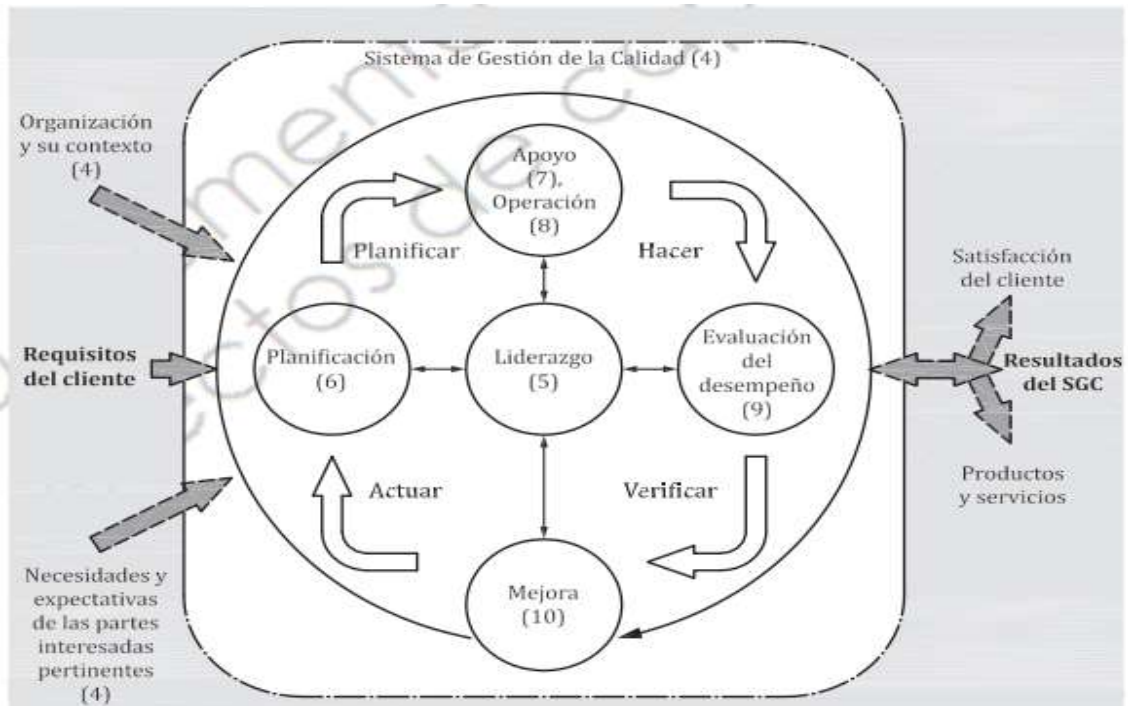 Sistema de Gestión de la Calidad (4)
Organización
y su contexto
(4)
Apoyo
(7),
Operación
(8)
Planificar
Hacer
Satisfacción
del cliente
Requisitos
del cliente
Planificación
(6)
Liderazgo
(5)
Evaluación
del
desempeño
(9)
Resultados
del SGC
Actuar
Verificar
Productos
y servicios
Necesidades y
expectativas
de las partes
interesadas
pertinentes
(4)
Mejora
(10)